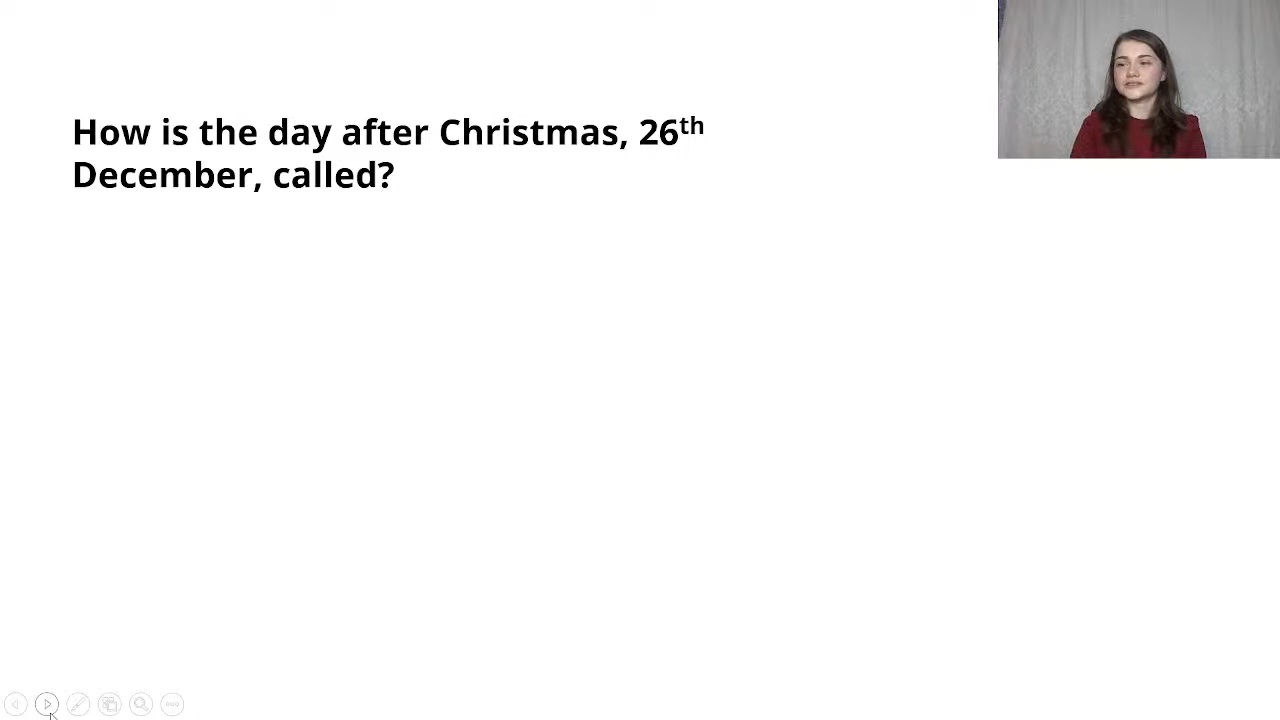 How is the day after Christmas, 26th
December, called?